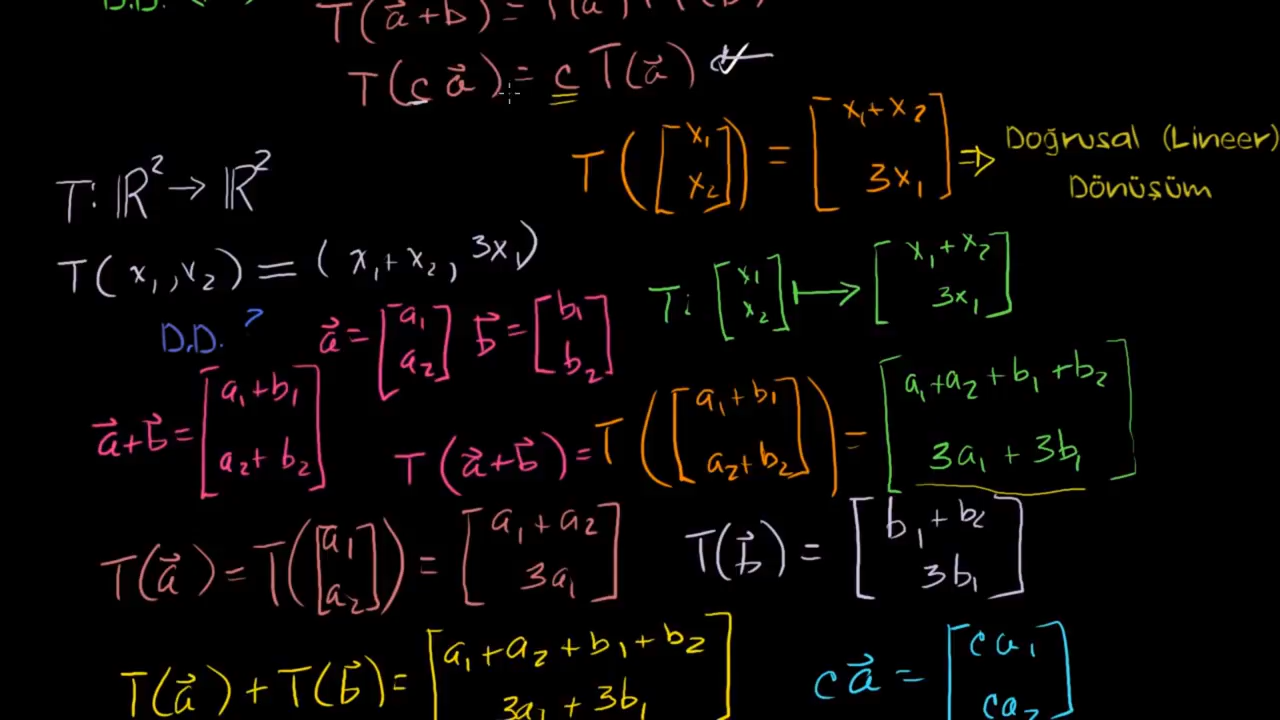 D.D.
T(a⃗+b⃗) = T(a⃗)+T(b⃗)
T(c a⃗) = c T(a⃗)
T([x₁ x₂]) = [x₁+x₂ 3x₁] ⇒ Doğrusal (Lineer)
Dönüşüm
T: ℝ² → ℝ²
T(x₁,x₂) = (x₁+x₂, 3x₁)
T: [x₁ x₂] ↦ [x₁+x₂ 3x₁]
D.D. ?
a⃗ = [a₁ a₂] b⃗ = [b₁ b₂]
a⃗+b⃗ = [a₁+b₁ a₂+b₂]
T(a⃗+b⃗) = T([a₁+b₁ a₂+b₂]) = [a₁+a₂+b₁+b₂ 3a₁+3b₁]
T(a⃗) = T([a₁ a₂]) = [a₁+a₂ 3a₁]
T(b⃗) = [b₁+b₂ 3b₁]
T(a⃗)+T(b⃗) = [a₁+a₂+b₁+b₂ 3a₁+3b₁]
c a⃗ = [ca₁ ca₂]